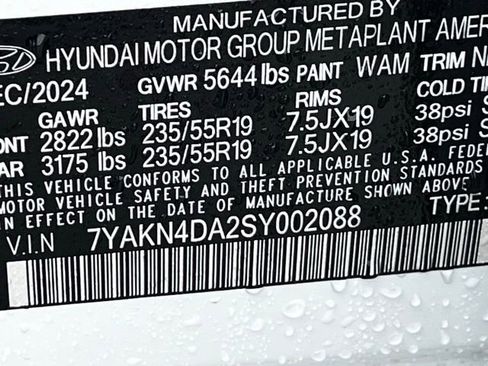 MANUFACTURED BY
HYUNDAI MOTOR GROUP METAPLANT AMER
EC/2024 GVWR 5644 lbs PAINT WAM TRIM NN
GAWR TIRES RIMS COLD TI
ONT 2822 lbs 235/55R19 7.5JX19 38psi S
AR 3175 lbs 235/55R19 7.5JX19 38psi S
VEHICLE CONFORMS TO ALL APPLICABLE U.S.A. FEDE
MOTOR VEHICLE SAFETY AND THEFT PREVENTION STANDARDS
IN EFFECT ON THE DATE OF MANUFACTURE SHOWN ABOVE.
V.I.N 7YAKN4DA2SY002088 TYPE: